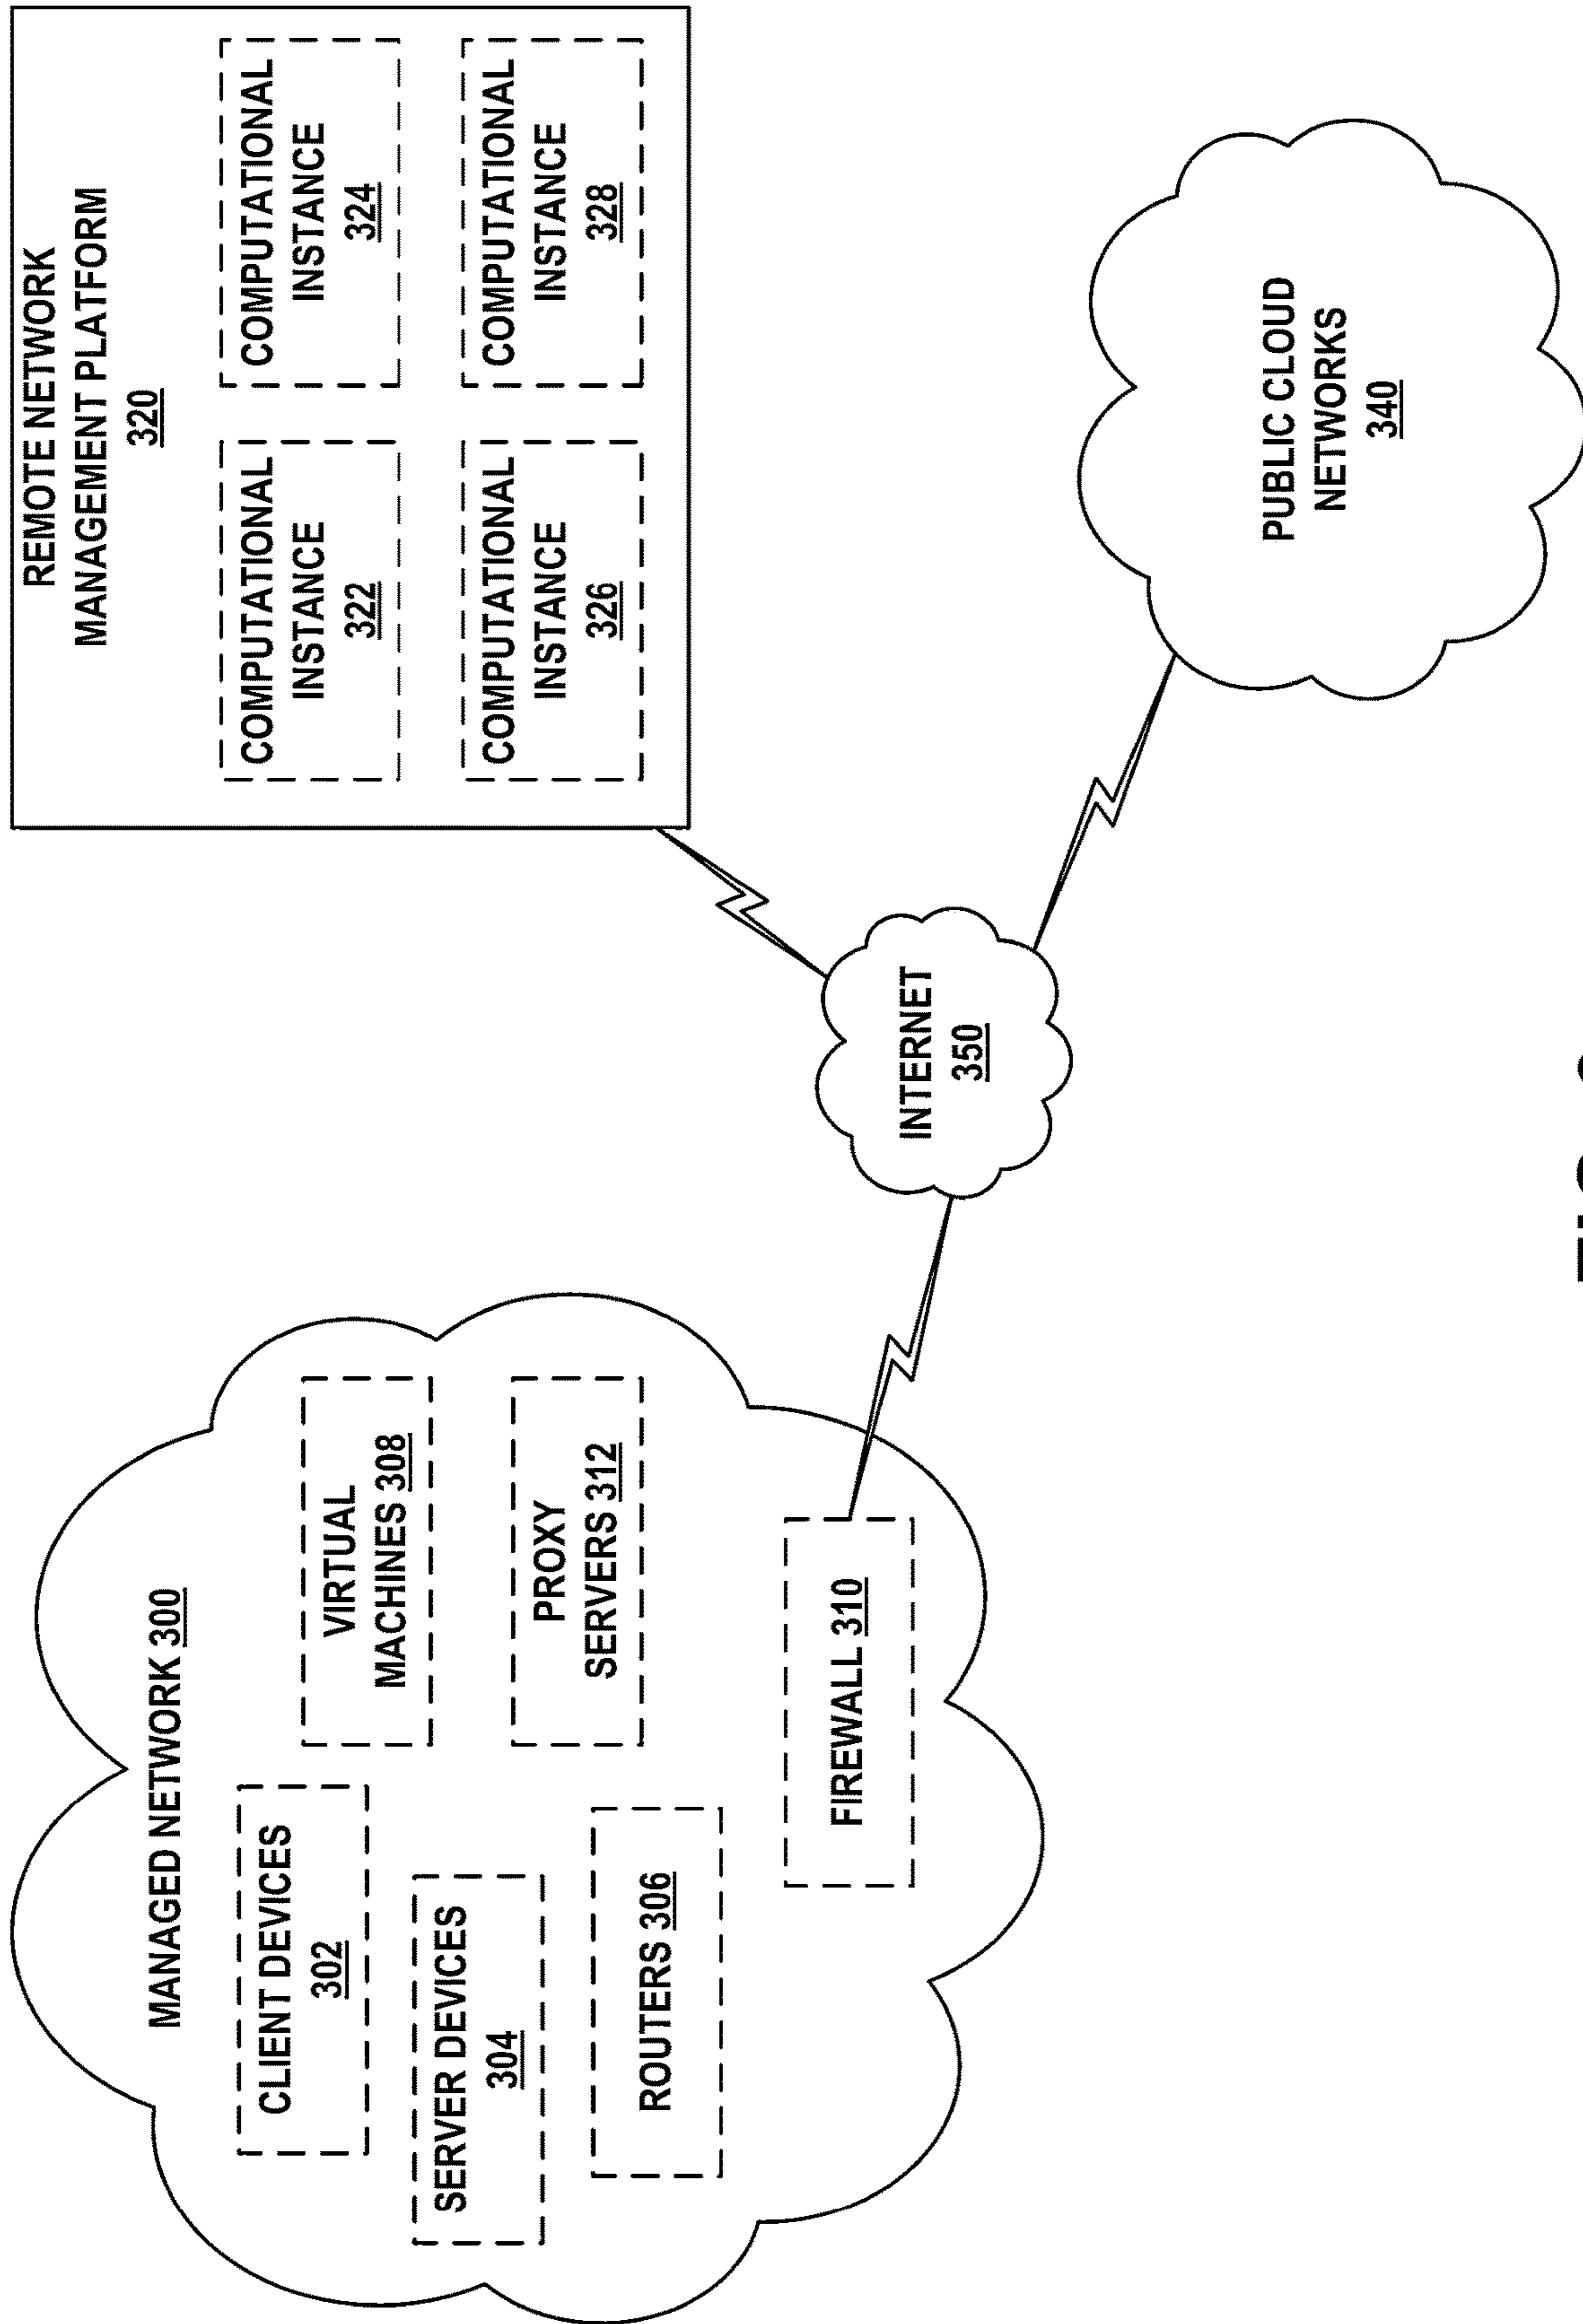 MANAGED NETWORK 300
CLIENT DEVICES
302
VIRTUAL
MACHINES 308
SERVER DEVICES
304
PROXY
SERVERS 312
ROUTERS 306
FIREWALL 310
INTERNET
350
REMOTE NETWORK
MANAGEMENT PLATFORM
320
COMPUTATIONAL
INSTANCE
322
COMPUTATIONAL
INSTANCE
324
COMPUTATIONAL
INSTANCE
326
COMPUTATIONAL
INSTANCE
328
PUBLIC CLOUD
NETWORKS
340